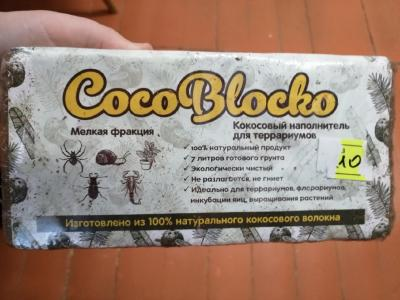 CocoBlocko
Мелкая фракция
Кокосовый наполнитель
для террариумов
100% натуральный продукт
7 литров готового грунта
Экологически чистый
Не разлагается, не гниет
Идеально для террариумов, флорариумов,
инкубации яиц, выращивания растений
10
Изготовлено из 100% натурального кокосового волокна